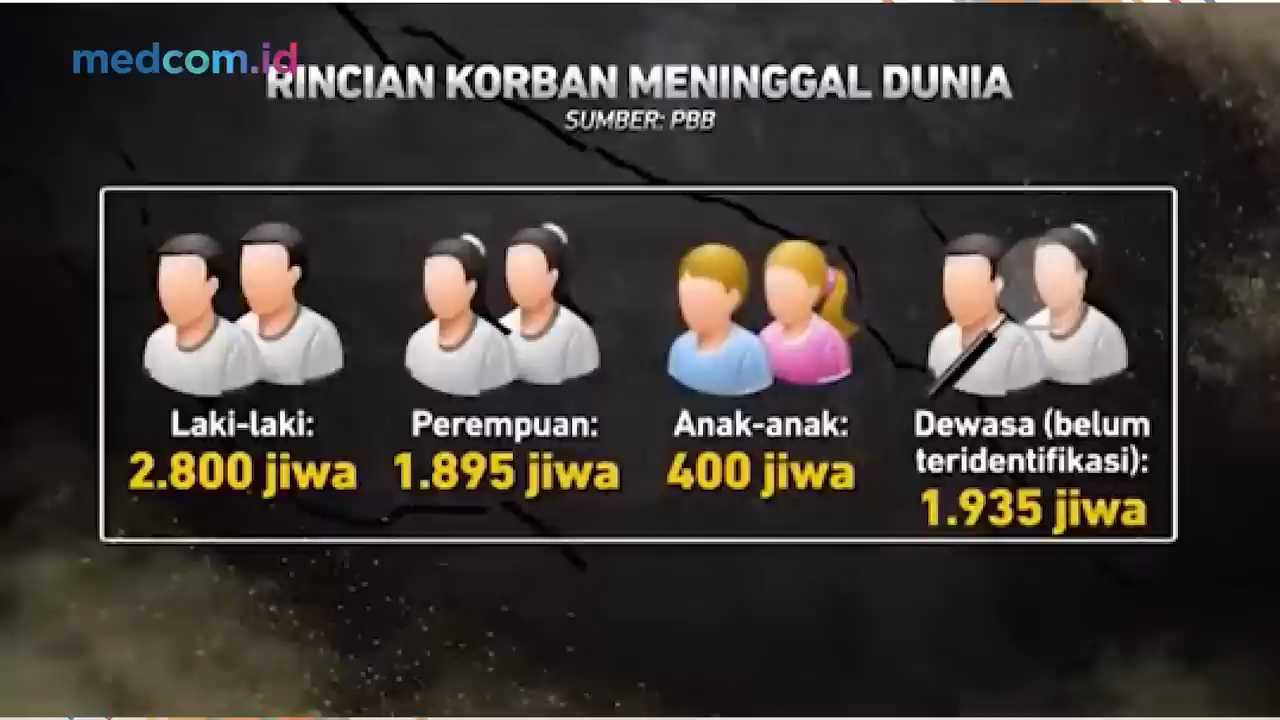 medcom.id
RINCIAN KORBAN MENINGGAL DUNIA
SUMBER: PBB
Laki-laki:
2.800 jiwa
Perempuan:
1.895 jiwa
Anak-anak:
400 jiwa
Dewasa (belum
teridentifikasi):
1.935 jiwa